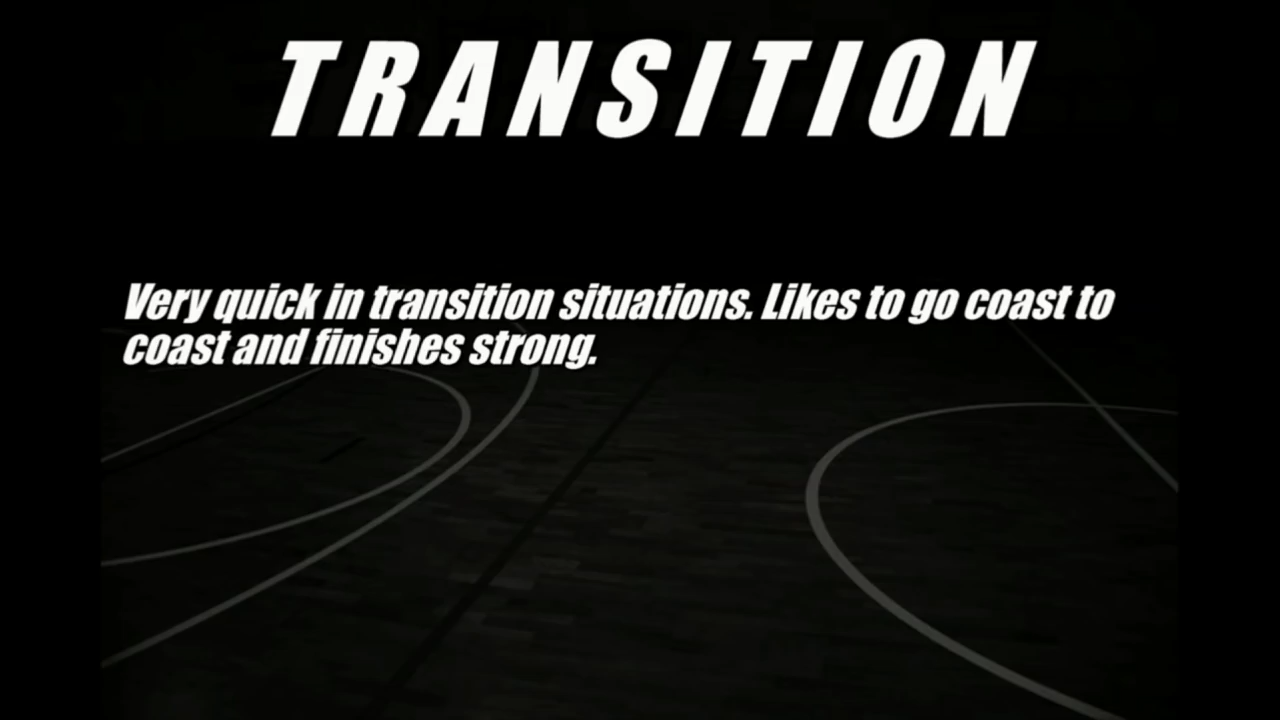 TRANSITION
Very quick in transition situations. Likes to go coast to
coast and finishes strong.